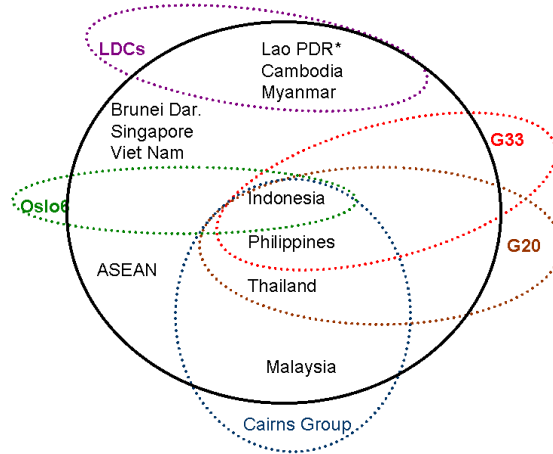 LDCs
Lao PDR*
Cambodia
Myanmar
Brunei Dar.
Singapore
Viet Nam
G33
Oslo6
Indonesia
Philippines
G20
ASEAN
Thailand
Malaysia
Cairns Group